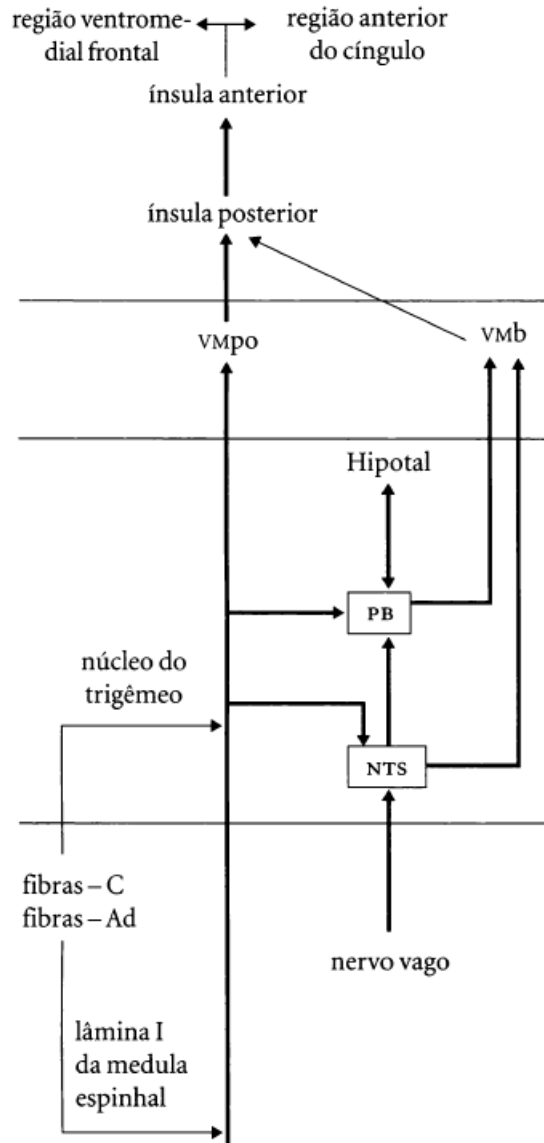 região ventrome-
dial frontal
região anterior
do cíngulo
ínsula anterior
ínsula posterior
VMpo
VMb
Hipotal
PB
núcleo do
trigêmeo
NTS
fibras – C
fibras – Ad
nervo vago
lâmina I
da medula
espinhal